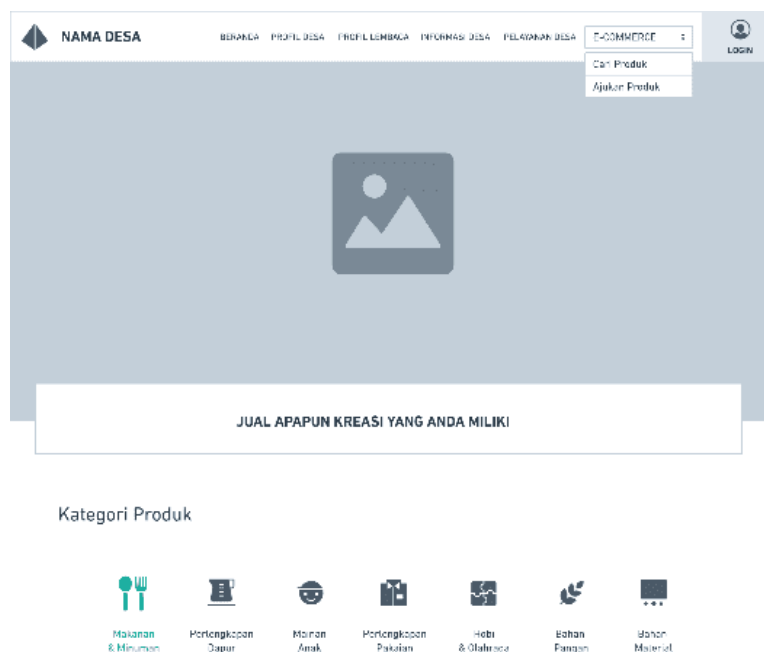 NAMA DESA
BERANDA PROFIL DESA PROFIL LEMBAGA INFORMASI DESA PELAYANAN DESA E-COMMERCE
LOGIN
Cari Produk
Ajukan Produk
JUAL APAPUN KREASI YANG ANDA MILIKI
Kategori Produk
Makanan Perlengkapan Mainan Perlengkapan Hobi Bahan Bahan
& Minuman Dapur Anak Pakaian & Olahraga Pangan Material